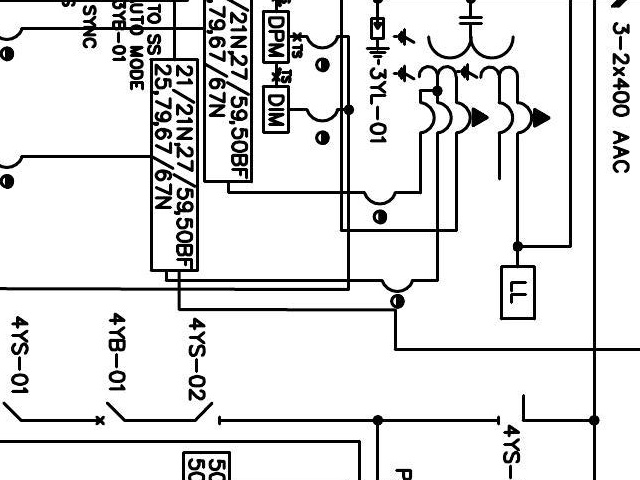 3-2x400 AAC
3YL-01
LL
DPM
TS
TS
DIM
/21N,27/59,50BF
,79,67/67N
21/21N,27/59,50BF
25,79,67/67N
TO SS
AUTO MODE
3YB-01
SYNC
4YS-01
4YB-01
4YS-02
4YS-
50
50
P